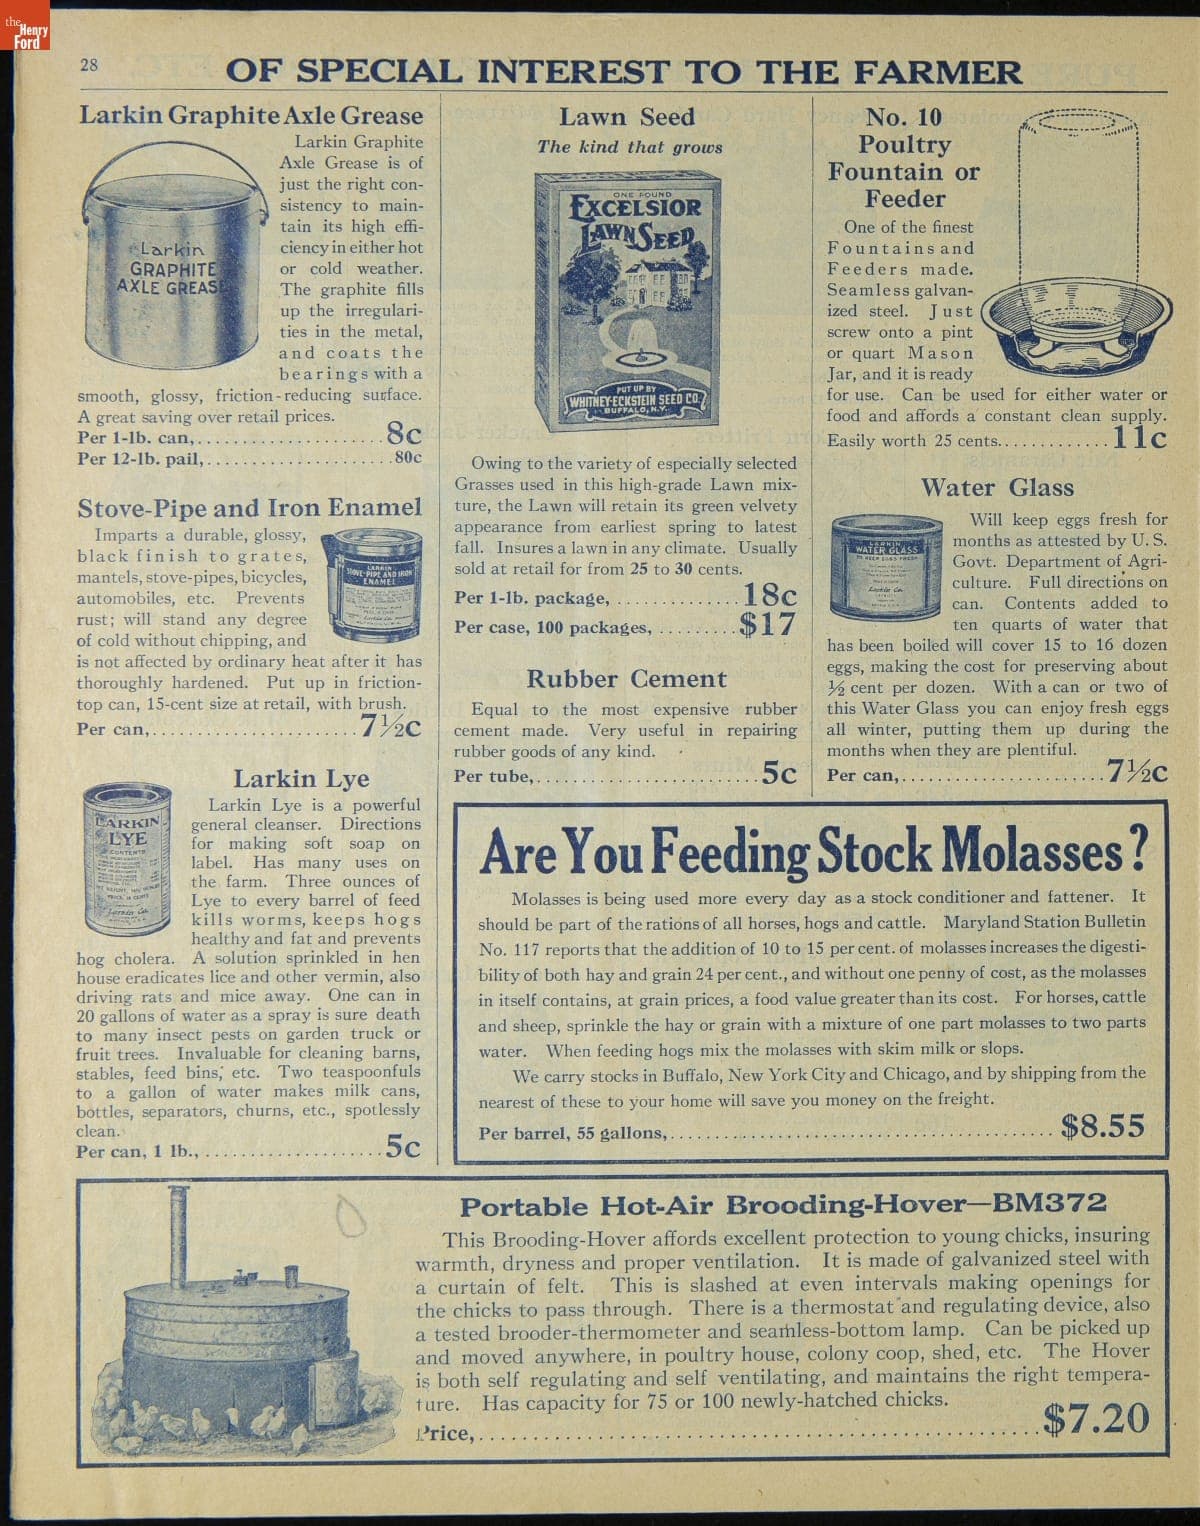 the
Henry
Ford
28
OF SPECIAL INTEREST TO THE FARMER
Larkin Graphite Axle Grease
Larkin
GRAPHITE
AXLE GREASE
Larkin Graphite
Axle Grease is of
just the right con-
sistency to main-
tain its high effi-
ciency in either hot
or cold weather.
The graphite fills
up the irregulari-
ties in the metal,
and coats the
bearings with a
smooth, glossy, friction-reducing surface.
A great saving over retail prices.
Per 1-lb. can,.....................8c
Per 12-lb. pail,.....................80c
Stove-Pipe and Iron Enamel
Imparts a durable, glossy,
black finish to grates,
mantels, stove-pipes, bicycles,
automobiles, etc. Prevents
rust; will stand any degree
of cold without chipping, and
is not affected by ordinary heat after it has
thoroughly hardened. Put up in friction-
top can, 15-cent size at retail, with brush.
Per can,.......................7½c
LARKIN
STOVE-PIPE AND IRON
ENAMEL
Larkin Lye
LARKIN
LYE
Larkin Co.
Larkin Lye is a powerful
general cleanser. Directions
for making soft soap on
label. Has many uses on
the farm. Three ounces of
Lye to every barrel of feed
kills worms, keeps hogs
healthy and fat and prevents
hog cholera. A solution sprinkled in hen
house eradicates lice and other vermin, also
driving rats and mice away. One can in
20 gallons of water as a spray is sure death
to many insect pests on garden truck or
fruit trees. Invaluable for cleaning barns,
stables, feed bins, etc. Two teaspoonfuls
to a gallon of water makes milk cans,
bottles, separators, churns, etc., spotlessly
clean.
Per can, 1 lb.,....................5c
Lawn Seed
The kind that grows
ONE POUND
EXCELSIOR
LAWN SEED
PUT UP BY
WHITNEY-ECKSTEIN SEED CO.
BUFFALO, N.Y.
Owing to the variety of especially selected
Grasses used in this high-grade Lawn mix-
ture, the Lawn will retain its green velvety
appearance from earliest spring to latest
fall. Insures a lawn in any climate. Usually
sold at retail for from 25 to 30 cents.
Per 1-lb. package,.............18c
Per case, 100 packages,.........$17
Rubber Cement
Equal to the most expensive rubber
cement made. Very useful in repairing
rubber goods of any kind.
Per tube,.........................5c
No. 10
Poultry
Fountain or
Feeder
One of the finest
Fountains and
Feeders made.
Seamless galvan-
ized steel. Just
screw onto a pint
or quart Mason
Jar, and it is ready
for use. Can be used for either water or
food and affords a constant clean supply.
Easily worth 25 cents............11c
Water Glass
LARKIN
WATER GLASS
Larkin Co.
Will keep eggs fresh for
months as attested by U. S.
Govt. Department of Agri-
culture. Full directions on
can. Contents added to
ten quarts of water that
has been boiled will cover 15 to 16 dozen
eggs, making the cost for preserving about
½ cent per dozen. With a can or two of
this Water Glass you can enjoy fresh eggs
all winter, putting them up during the
months when they are plentiful.
Per can,......................7½c
Are You Feeding Stock Molasses?
Molasses is being used more every day as a stock conditioner and fattener. It
should be part of the rations of all horses, hogs and cattle. Maryland Station Bulletin
No. 117 reports that the addition of 10 to 15 per cent. of molasses increases the digesti-
bility of both hay and grain 24 per cent., and without one penny of cost, as the molasses
in itself contains, at grain prices, a food value greater than its cost. For horses, cattle
and sheep, sprinkle the hay or grain with a mixture of one part molasses to two parts
water. When feeding hogs mix the molasses with skim milk or slops.
We carry stocks in Buffalo, New York City and Chicago, and by shipping from the
nearest of these to your home will save you money on the freight.
Per barrel, 55 gallons,........................................$8.55
Portable Hot-Air Brooding-Hover—BM372
This Brooding-Hover affords excellent protection to young chicks, insuring
warmth, dryness and proper ventilation. It is made of galvanized steel with
a curtain of felt. This is slashed at even intervals making openings for
the chicks to pass through. There is a thermostat and regulating device, also
a tested brooder-thermometer and seamless-bottom lamp. Can be picked up
and moved anywhere, in poultry house, colony coop, shed, etc. The Hover
is both self regulating and self ventilating, and maintains the right tempera-
ture. Has capacity for 75 or 100 newly-hatched chicks.
Price,..........................................................$7.20